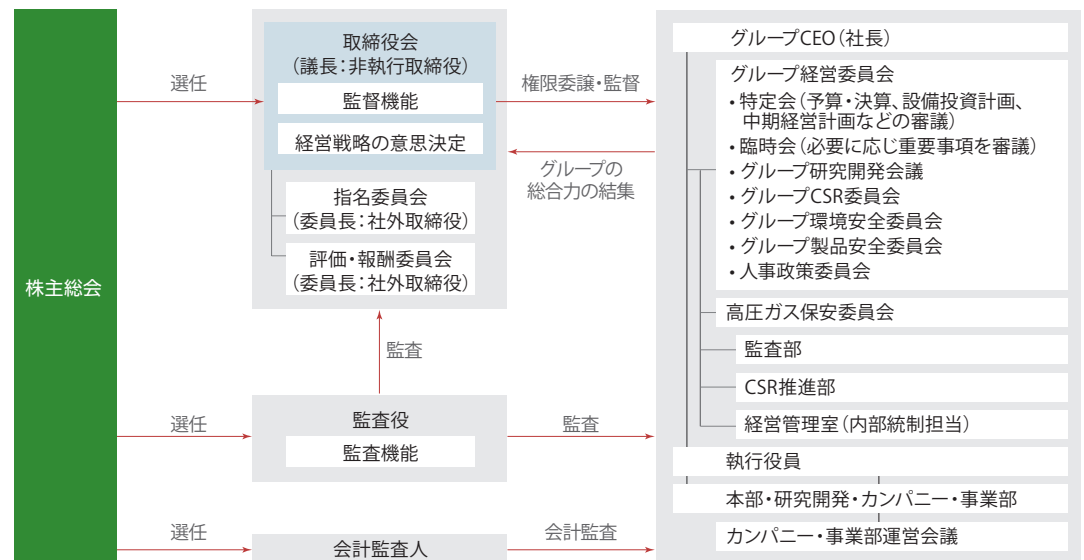 株主総会
選任
取締役会
(議長：非執行取締役)
監督機能
経営戦略の意思決定
指名委員会
(委員長：社外取締役)
評価・報酬委員会
(委員長：社外取締役)
権限委譲・監督
グループの
総合力の結集
監査
選任
監査役
監査機能
監査
選任
会計監査人
会計監査
グループCEO(社長)
グループ経営委員会
・特定会(予算・決算、設備投資計画、
中期経営計画などの審議)
・臨時会(必要に応じ重要事項を審議)
・グループ研究開発会議
・グループCSR委員会
・グループ環境安全委員会
・グループ製品安全委員会
・人事政策委員会
高圧ガス保安委員会
監査部
CSR推進部
経営管理室(内部統制担当)
執行役員
本部・研究開発・カンパニー・事業部
カンパニー・事業部運営会議